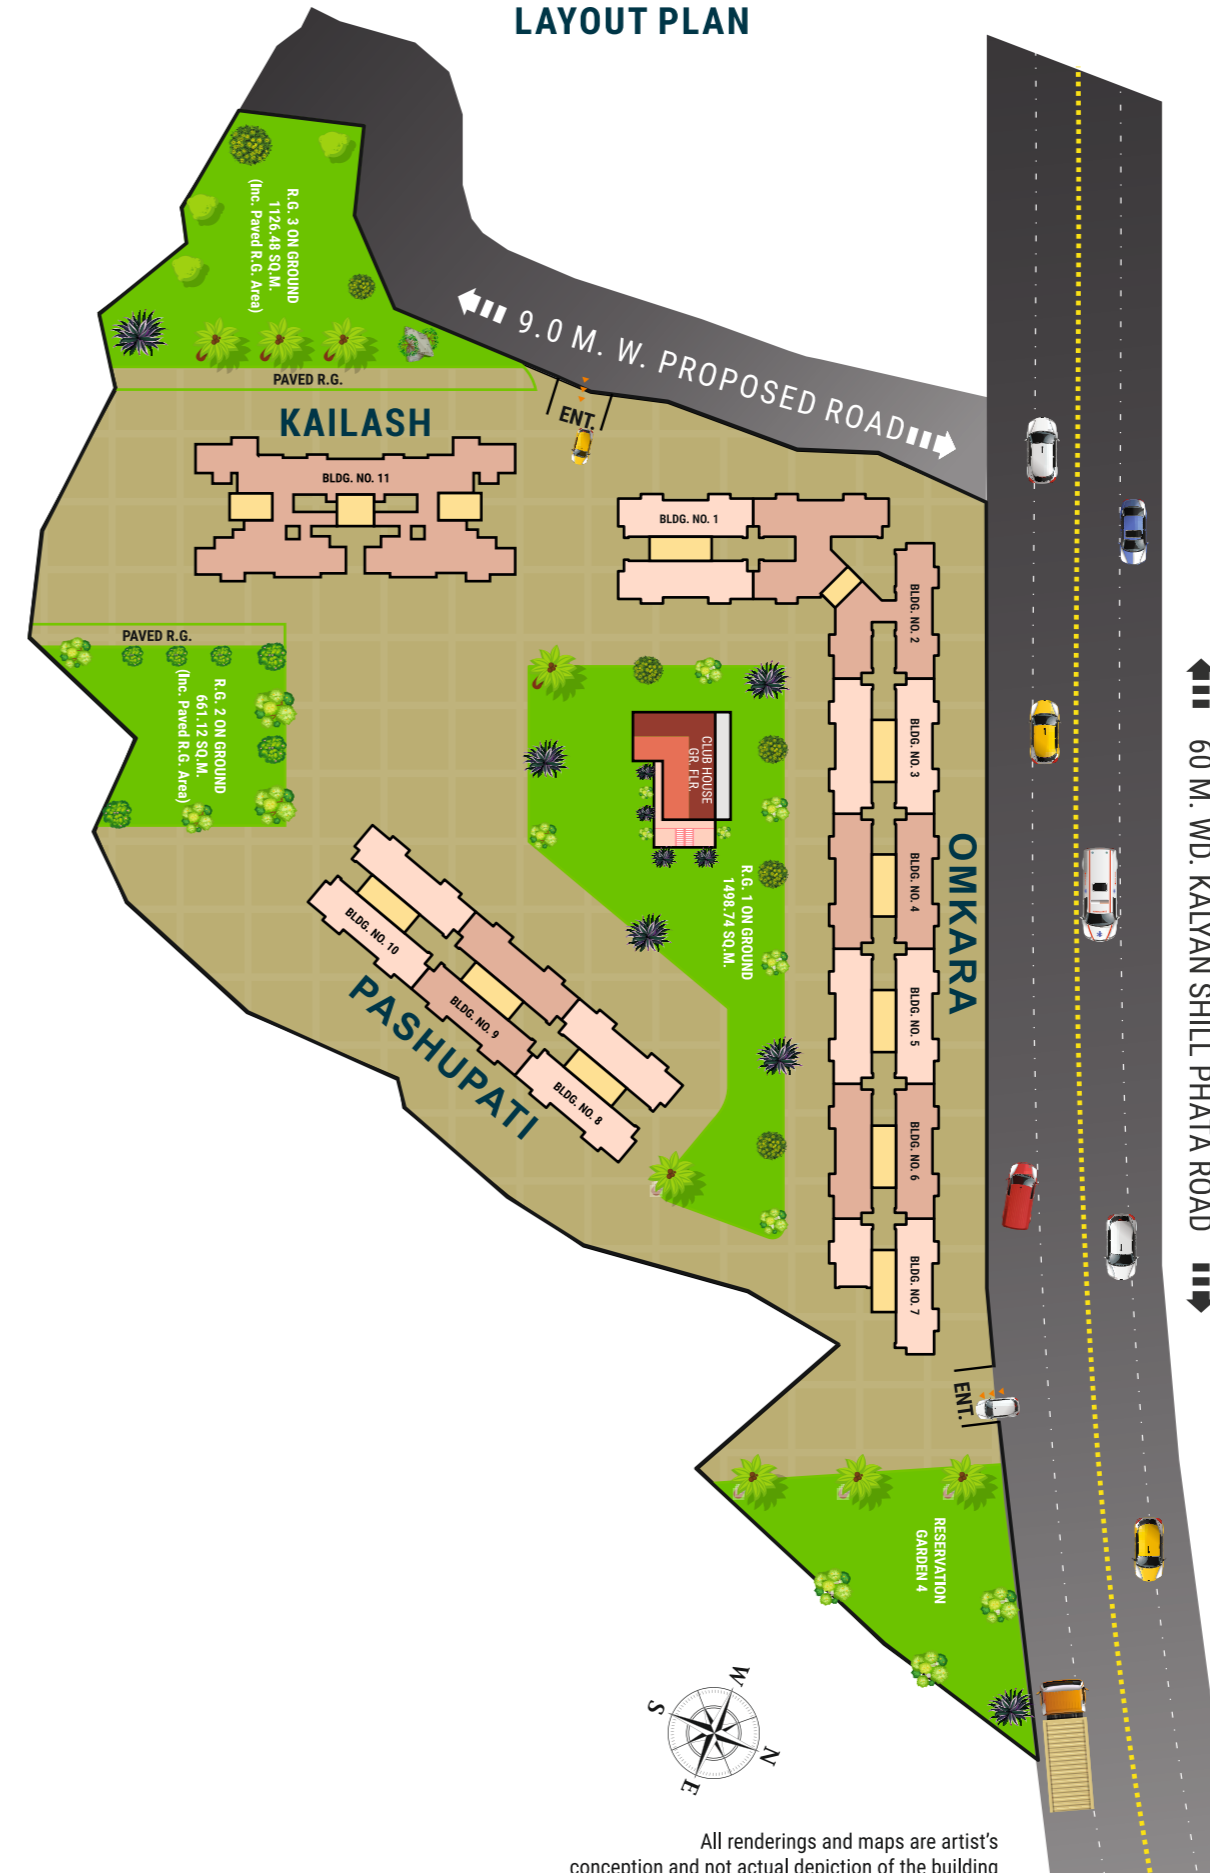 LAYOUT PLAN
R.G. 3 ON GROUND
1126.48 SQ.M.
(Inc. Paved R.G. Area)
9.0 M. W. PROPOSED ROAD
PAVED R.G.
ENT.
KAILASH
BLDG. NO. 11
BLDG. NO. 1
BLDG. NO. 2
PAVED R.G.
R.G. 2 ON GROUND
661.12 SQ.M.
(Inc. Paved R.G. Area)
CLUB HOUSE
GR. FLR.
BLDG. NO. 3
60 M. WD. KALYAN SHILL PHATA ROAD
R.G. 1 ON GROUND
1498.74 SQ.M.
BLDG. NO. 4
OMKARA
BLDG. NO. 10
BLDG. NO. 9
BLDG. NO. 8
PASHUPATI
BLDG. NO. 5
BLDG. NO. 6
BLDG. NO. 7
ENT.
RESERVATION
GARDEN 4
W
S
N
E
All renderings and maps are artist's
conception and not actual depiction of the building